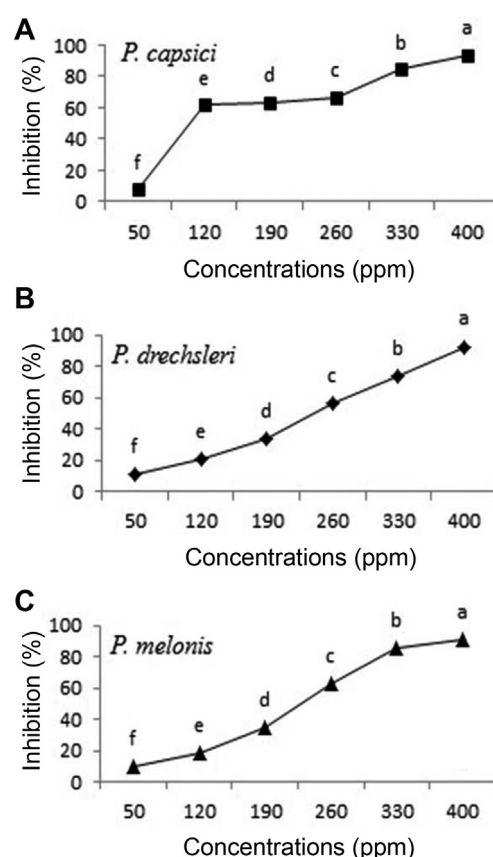 A
P. capsici
Inhibition (%)
100
80
60
40
20
0
f
e
d
c
b
a
50 120 190 260 330 400
Concentrations (ppm)
B
P. drechsleri
Inhibition (%)
100
80
60
40
20
0
f
e
d
c
b
a
50 120 190 260 330 400
Concentrations (ppm)
C
P. melonis
Inhibition (%)
100
80
60
40
20
0
f
e
d
c
b
a
50 120 190 260 330 400
Concentrations (ppm)